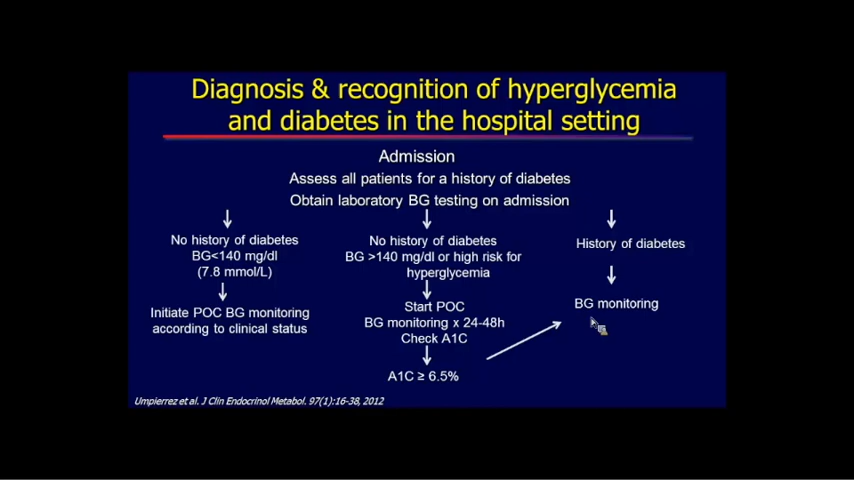 Diagnosis & recognition of hyperglycemia
and diabetes in the hospital setting
Admission
Assess all patients for a history of diabetes
Obtain laboratory BG testing on admission
No history of diabetes
BG<140 mg/dl
(7.8 mmol/L)
Initiate POC BG monitoring
according to clinical status
No history of diabetes
BG >140 mg/dl or high risk for
hyperglycemia
Start POC
BG monitoring x 24-48h
Check A1C
A1C ≥ 6.5%
History of diabetes
BG monitoring
Umpierrez et al. J Clin Endocrinol Metabol. 97(1):16-38, 2012